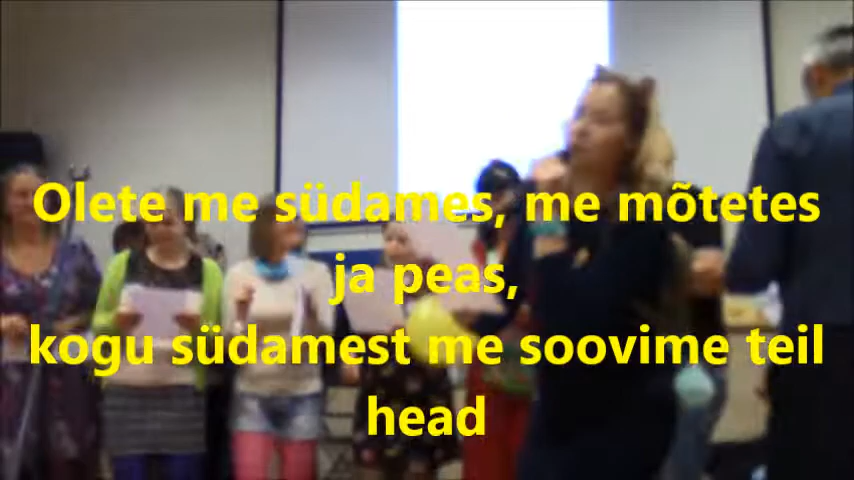 Olete me südames, me mõtetes
ja peas,
kogu südamest me soovime teil
head